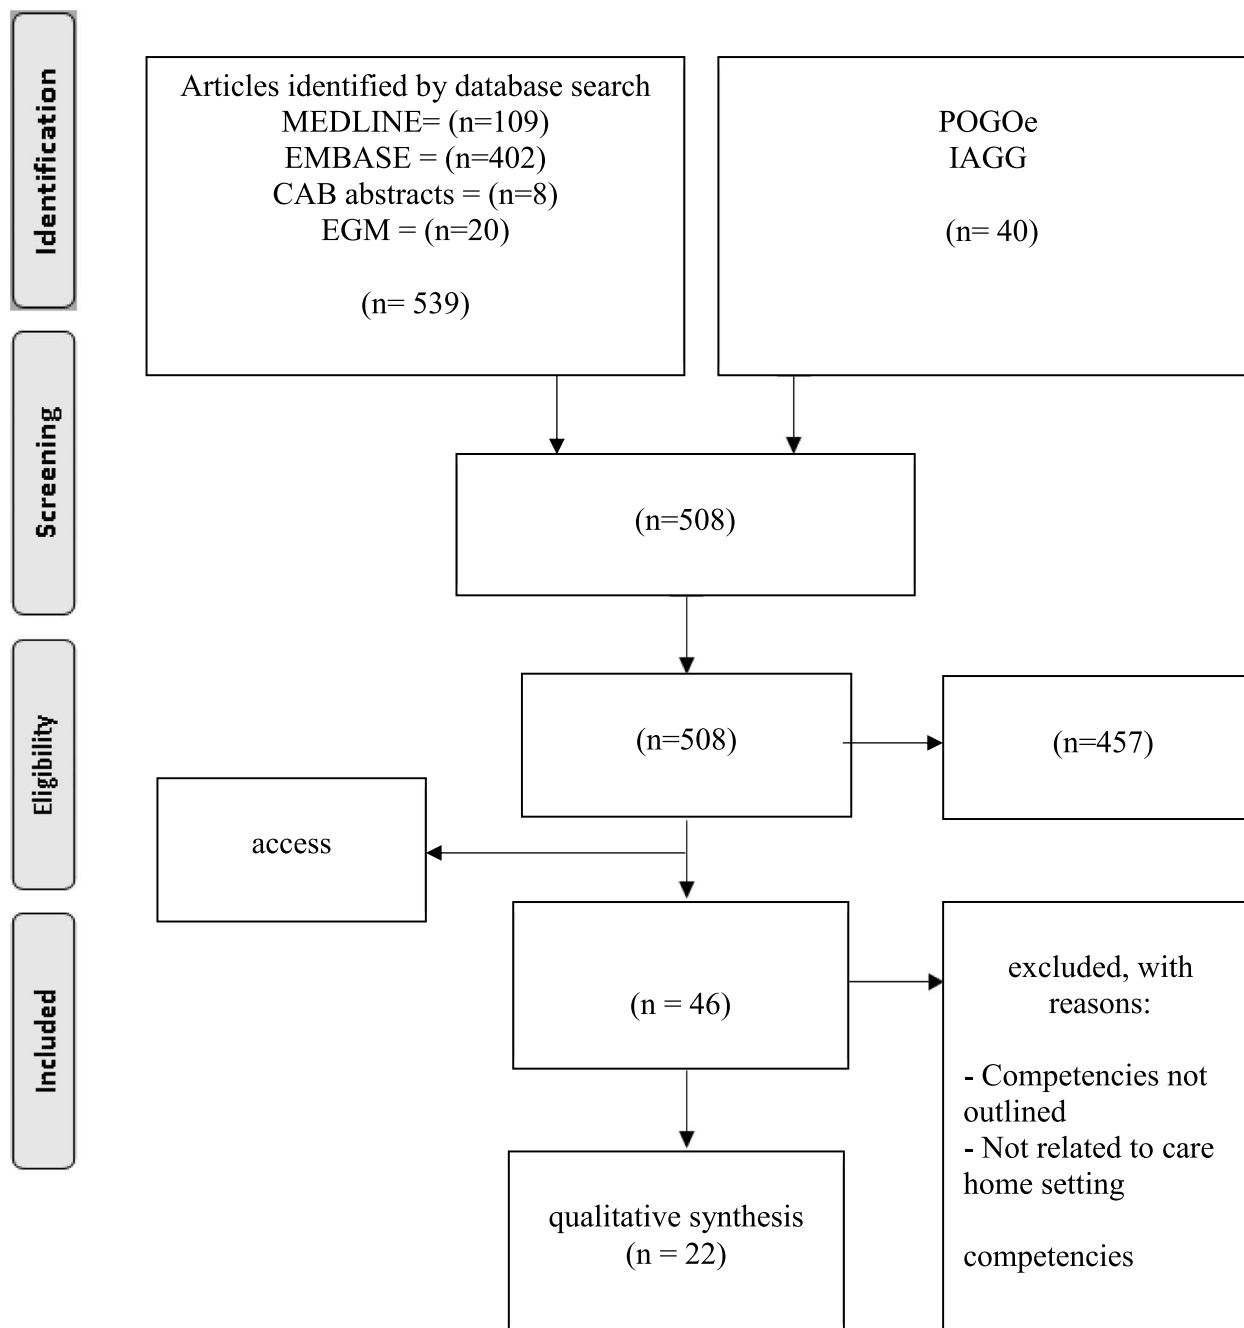 Identification
Articles identified by database search
MEDLINE= (n=109)
EMBASE = (n=402)
CAB abstracts = (n=8)
EGM = (n=20)
(n= 539)
POGOe
IAGG
(n= 40)
Screening
(n=508)
Eligibility
(n=508)
(n=457)
access
Included
(n = 46)
excluded, with
reasons:
- Competencies not
outlined
- Not related to care
home setting
competencies
qualitative synthesis
(n = 22)